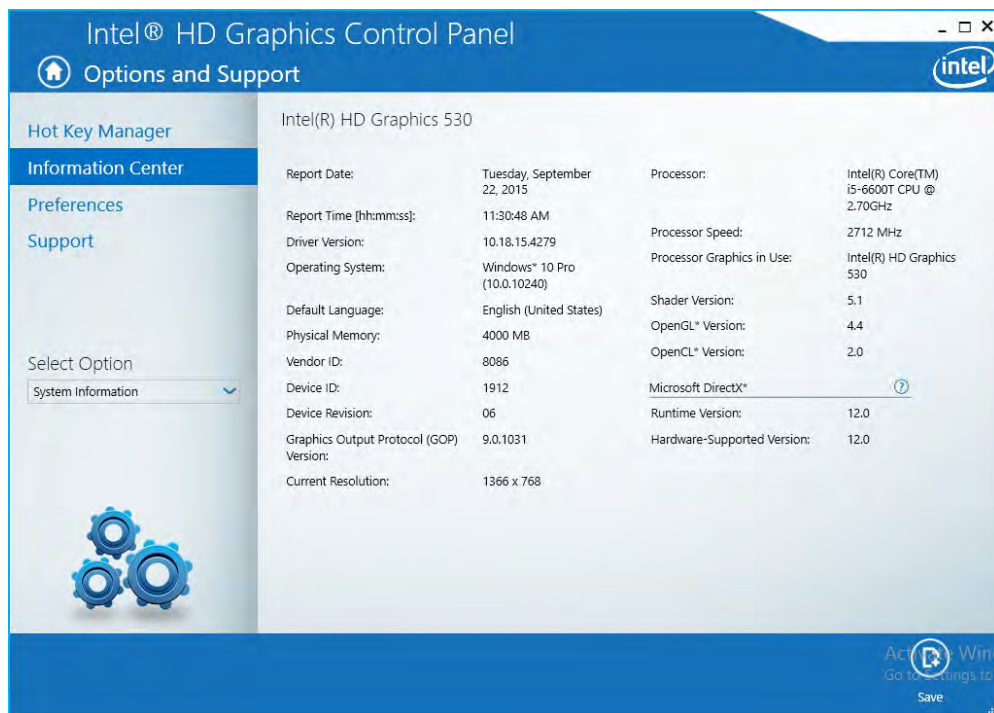 Intel® HD Graphics Control Panel
Options and Support
intel
Hot Key Manager
Information Center
Preferences
Support
Select Option
System Information
Intel(R) HD Graphics 530
Report Date:
Tuesday, September
22, 2015
Report Time [hh:mm:ss]:
11:30:48 AM
Driver Version:
10.18.15.4279
Operating System:
Windows* 10 Pro
(10.0.10240)
Default Language:
English (United States)
Physical Memory:
4000 MB
Vendor ID:
8086
Device ID:
1912
Device Revision:
06
Graphics Output Protocol (GOP)
Version:
9.0.1031
Current Resolution:
1366 x 768
Processor:
Intel(R) Core(TM)
i5-6600T CPU @
2.70GHz
Processor Speed:
2712 MHz
Processor Graphics in Use:
Intel(R) HD Graphics
530
Shader Version:
5.1
OpenGL* Version:
4.4
OpenCL* Version:
2.0
Microsoft DirectX*
?
Runtime Version:
12.0
Hardware-Supported Version:
12.0
Win
Go to
to
Save